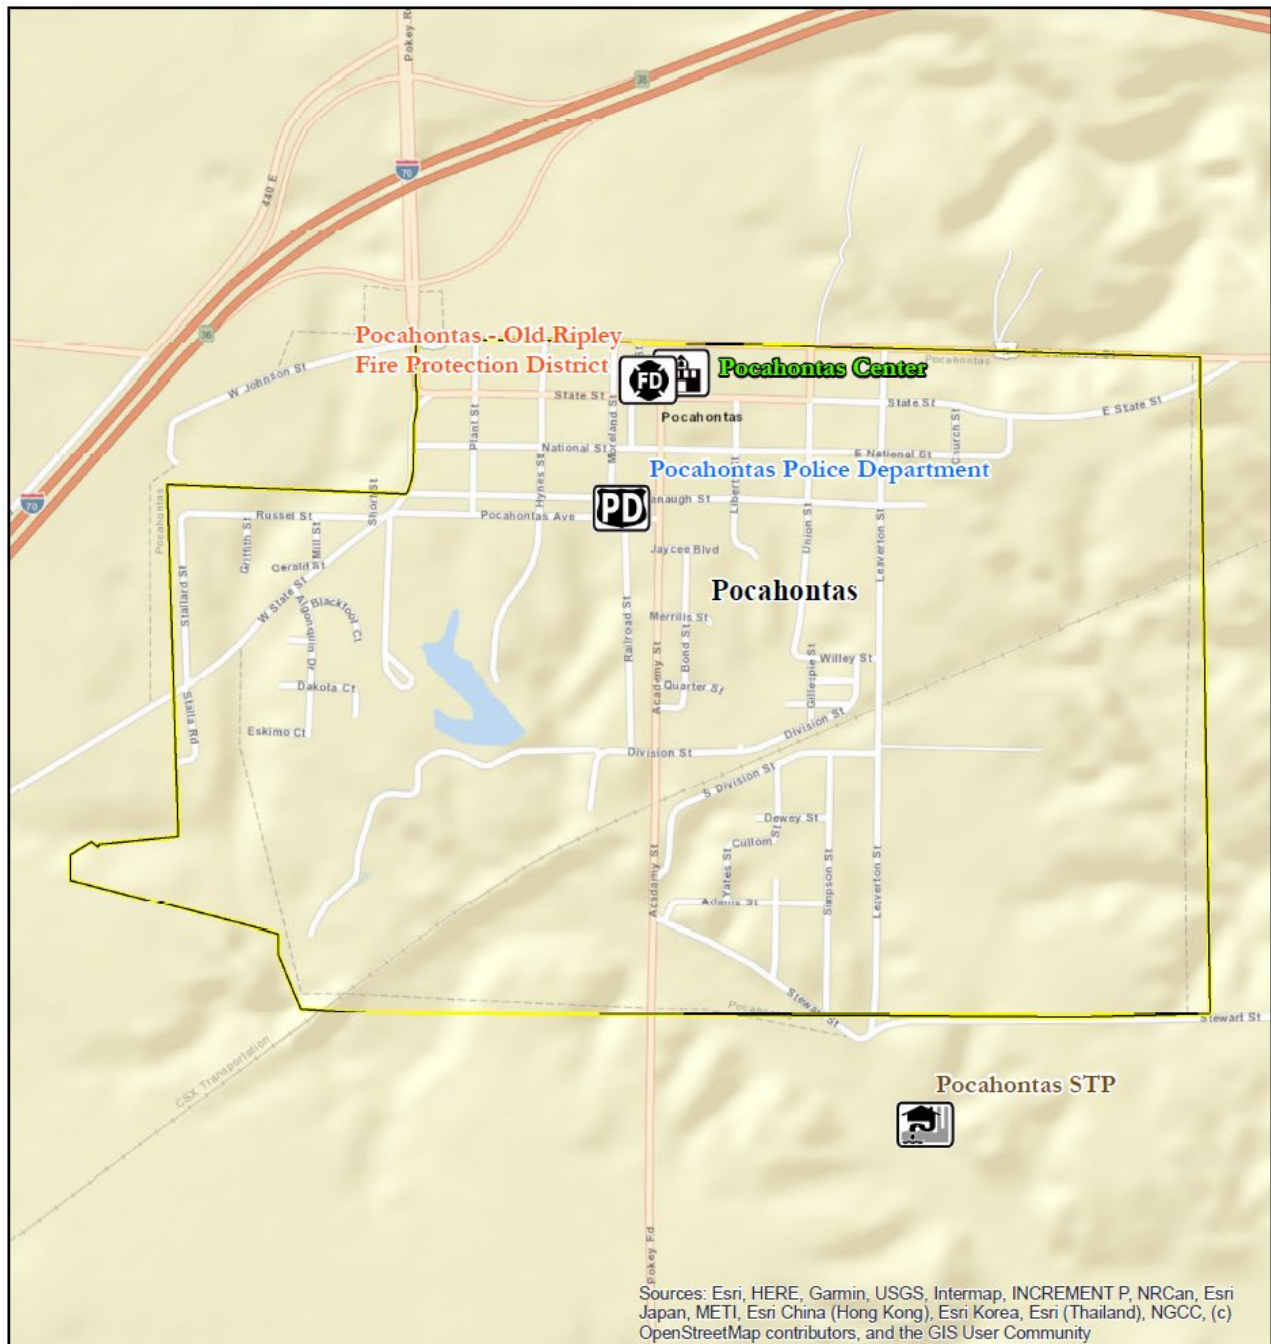 Pokey Rd
36
70
440 E
36
Pocahontas - Old Ripley
Fire Protection District
FD
Pocahontas Center
Pocahontas
W Johnson St
State St
State St
E State St
Pocahontas
Plant St
Moreland St
Church St
National St
E National St
Pocahontas Police Department
Hynes St
Liberty St
PD
anaugh St
70
Pocahontas
Short St
Russel St
Pocahontas Ave
Griffith St
Mill St
Union St
Leaverton St
Jaycee Blvd
Gerald St
Pocahontas
Stallard St
W State St
Algonquin Dr
Blackfoot Ct
Merrills St
Railroad St
Bond St
Academy St
Willey St
Dakota Ct
Quarter St
Gillespie St
Stalla Rd
Eskimo Ct
Division St
Division St
S Division St
Dewey St
Cullom St
Yates St
Simpson St
Leaverton St
Academy St
Adams St
Stewart St
Pocahontas
Stewart St
CSX Transportation
Pocahontas STP
Pokey Rd
Sources: Esri, HERE, Garmin, USGS, Intermap, INCREMENT P, NRCan, Esri
Japan, METI, Esri China (Hong Kong), Esri Korea, Esri (Thailand), NGCC, (c)
OpenStreetMap contributors, and the GIS User Community